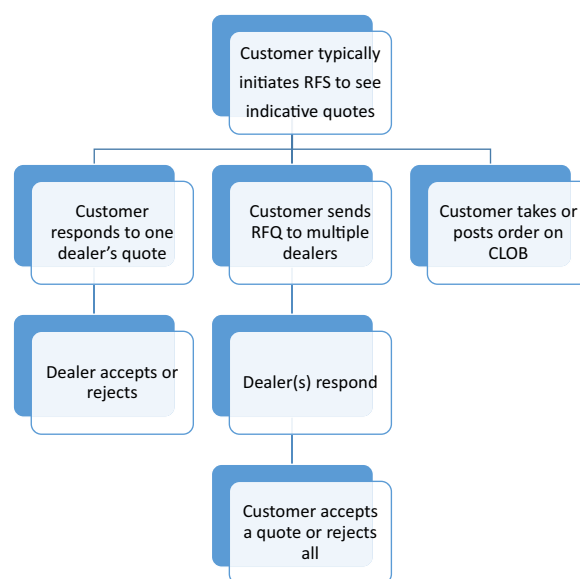 Customer typically
initiates RFS to see
indicative quotes
Customer
responds to one
dealer's quote
Customer sends
RFQ to multiple
dealers
Customer takes or
posts order on
CLOB
Dealer accepts or
rejects
Dealer(s) respond
Customer accepts
a quote or rejects
all